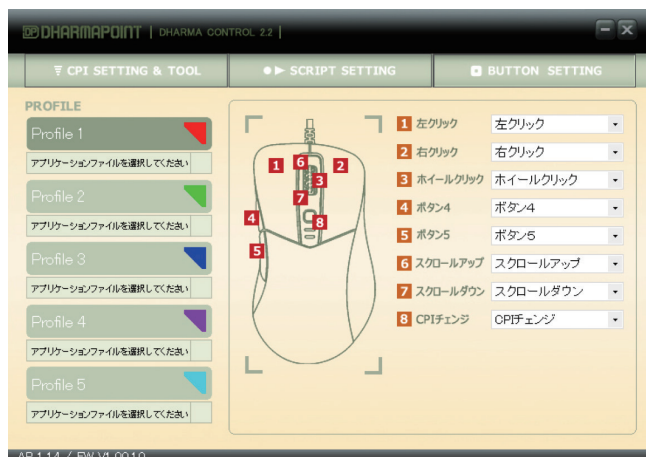 DHARMAPOINT | DHARMA CONTROL 2.2 |
CPI SETTING & TOOL
SCRIPT SETTING
BUTTON SETTING
PROFILE
Profile 1
アプリケーションファイルを選択してください
Profile 2
アプリケーションファイルを選択してください
Profile 3
アプリケーションファイルを選択してください
Profile 4
アプリケーションファイルを選択してください
Profile 5
アプリケーションファイルを選択してください
1 6 2
3
7
4 8
5
1 左クリック 左クリック
2 右クリック 右クリック
3 ホイールクリック ホイールクリック
4 ボタン4 ボタン4
5 ボタン5 ボタン5
6 スクロールアップ スクロールアップ
7 スクロールダウン スクロールダウン
8 CPIチェンジ CPIチェンジ
AP 1.14 / FW V1.00.10